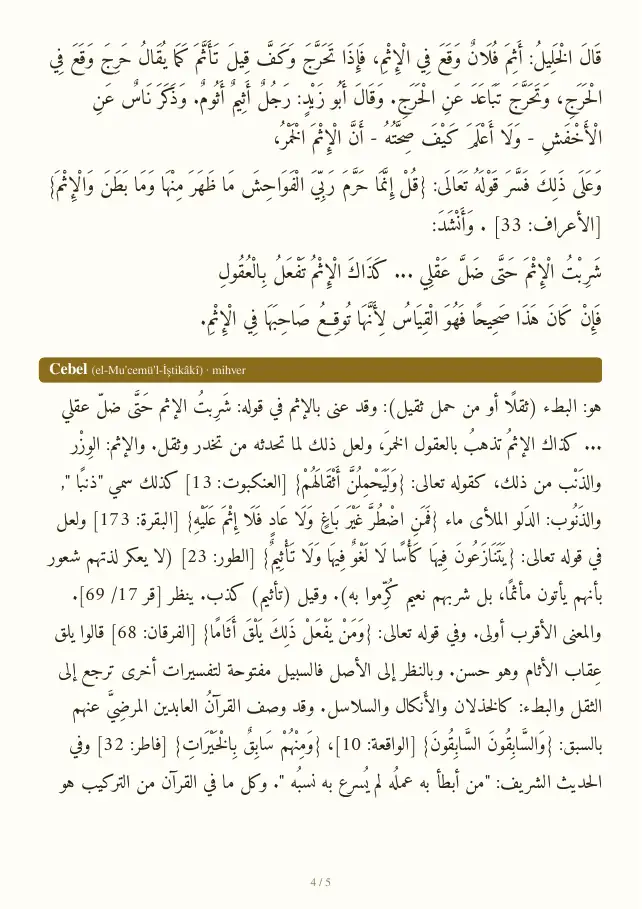 قَالَ الْخَلِيلُ: أَثِمَ فُلَانٌ وَقَعَ فِي الْإِثْمِ، فَإِذَا تَحَرَّجَ وَكَفَّ قِيلَ تَأَثَّمَ كَمَا يُقَالُ حَرِجَ وَقَعَ فِي
الْحَرَجِ، وَتَحَرَّجَ تَبَاعَدَ عَنِ الْحَرَجِ. وَقَالَ أَبُو زَيْدٍ: رَجُلٌ أَثِيمٌ أَثُومٌ. وَذَكَرَ نَاسٌ عَنِ
الْأَخْفَشِ - وَلَا أَعْلَمُ كَيْفَ صِحَّتُهُ - أَنَّ الْإِثْمَ الْخَمْرُ،
وَعَلَى ذَلِكَ فَسَّرَ قَوْلَهُ تَعَالَى: {قُلْ إِنَّمَا حَرَّمَ رَبِّيَ الْفَوَاحِشَ مَا ظَهَرَ مِنْهَا وَمَا بَطَنَ وَالْإِثْمَ}
[الأعراف: 33] . وَأَنْشَدَ:
شَرِبْتُ الْإِثْمَ حَتَّى ضَلَّ عَقْلِي ... كَذَاكَ الْإِثْمُ تَفْعَلُ بِالْعُقُولِ
فَإِنْ كَانَ هَذَا صَحِيحًا فَهُوَ الْقِيَاسُ لِأَنَّهَا تُوقِعُ صَاحِبَهَا فِي الْإِثْمِ.
Cebel (el-Mu'cemü'l-İştikâkî) · mihver
هو: البطء (ثقلًا أو من حمل ثقيل): وقد عنى بالإثم في قوله: شَرِبتُ الإثم حَتَّى ضلّ عقلي
... كذاك الإثمُ تذهبُ بالعقول الخمرَ، ولعل ذلك لما تحدثه من تخدر وثقل. والإثم: الوِزْر
والذَنْب من ذلك، كقوله تعالى: {وَلَيَحْمِلُنَّ أَثْقَالَهُمْ} [العنكبوت: 13] كذلك سمي "ذنبًا",
والذَنُوب: الدَلو الملأى ماء {فَمَنِ اضْطُرَّ غَيْرَ بَاغٍ وَلَا عَادٍ فَلَا إِثْمَ عَلَيْهِ} [البقرة: 173] ولعل
في قوله تعالى: {يَتَنَازَعُونَ فِيهَا كَأْسًا لَا لَغْوٌ فِيهَا وَلَا تَأْثِيمٌ} [الطور: 23] (لا يعكر لذتهم شعور
بأنهم يأتون مأثمًا، بل شربهم نعيم كُرِّموا به). وقيل (تأثيم) كذب. ينظر [قر 17/ 69].
والمعنى الأقرب أولى. وفي قوله تعالى: {وَمَنْ يَفْعَلْ ذَلِكَ يَلْقَ أَثَامًا} [الفرقان: 68] قالوا يلق
عِقاب الأثام وهو حسن. وبالنظر إلى الأصل فالسبيل مفتوحة لتفسيرات أخرى ترجع إلى
الثقل والبطء: كالخذلان والأَنكال والسلاسل. وقد وصف القرآنُ العابدين المرضِيَّ عنهم
بالسبق: {وَالسَّابِقُونَ السَّابِقُونَ} [الواقعة: 10]، {وَمِنْهُمْ سَابِقٌ بِالْخَيْرَاتِ} [فاطر: 32] وفي
الحديث الشريف: "من أبطأ به عملُه لم يُسرع به نسبُه ". وكل ما في القرآن من التركيب هو
4 / 5